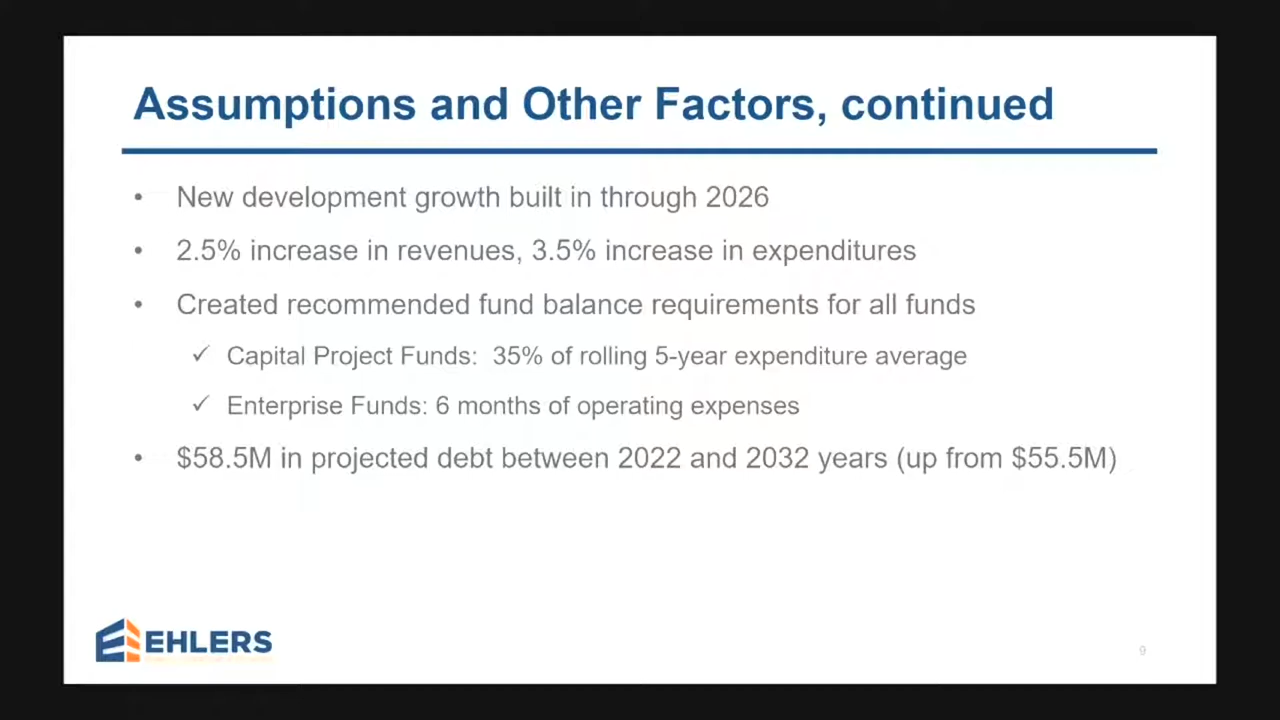 Assumptions and Other Factors, continued
• New development growth built in through 2026
• 2.5% increase in revenues, 3.5% increase in expenditures
• Created recommended fund balance requirements for all funds
✓ Capital Project Funds:  35% of rolling 5-year expenditure average
✓ Enterprise Funds: 6 months of operating expenses
• $58.5M in projected debt between 2022 and 2032 years (up from $55.5M)
EHLERS
9